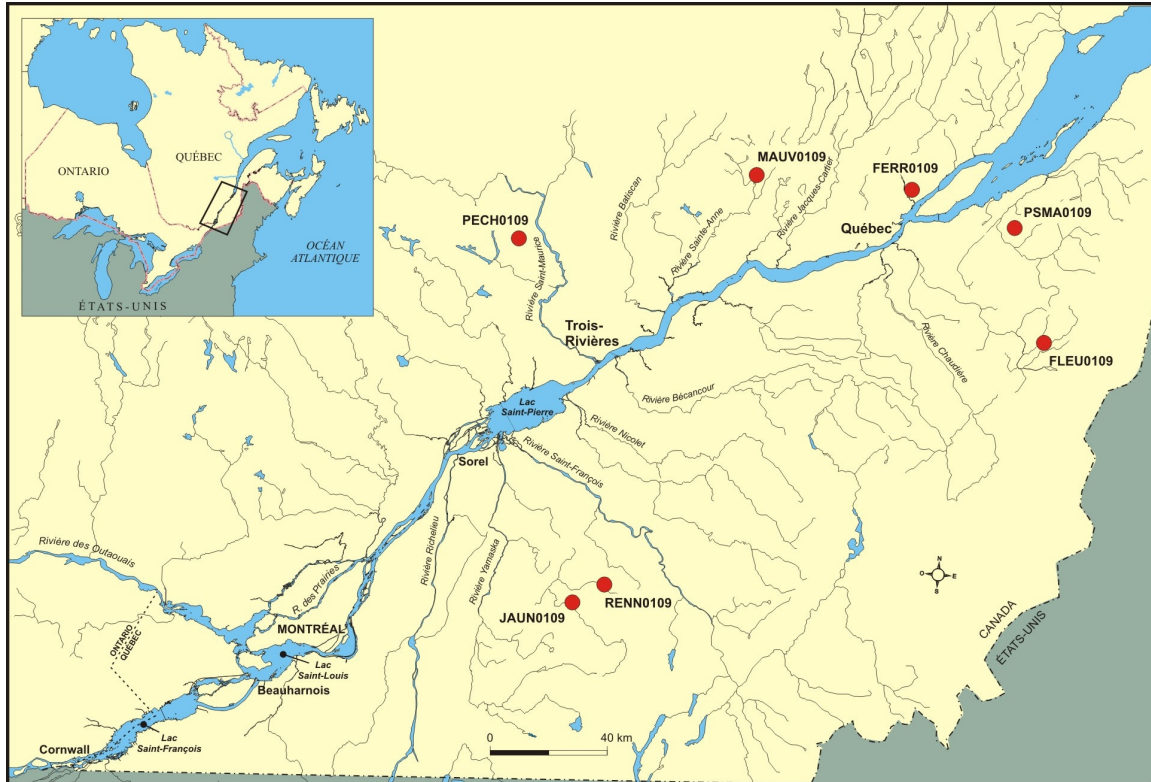 ONTARIO
QUÉBEC
OCÉAN
ATLANTIQUE
ÉTATS-UNIS
MAUV0109
FERR0109
PSMA0109
PECH0109
FLEU0109
Québec
Rivière Batiscan
Rivière Sainte-Anne
Rivière Jacques-Cartier
Rivière Saint-Maurice
Rivière Chaudière
Trois-
Rivières
Rivière Bécancour
Lac
Saint-Pierre
Rivière Nicolet
Rivière Saint-François
Sorel
Rivière Richelieu
Rivière Yamaska
Rivière des Outaouais
R. des Prairies
RENN0109
JAUN0109
MONTRÉAL
ONTARIO
QUÉBEC
Lac
Saint-Louis
Beauharnois
Lac
Saint-François
Cornwall
N
O
E
S
CANADA
ÉTATS-UNIS
0
40 km